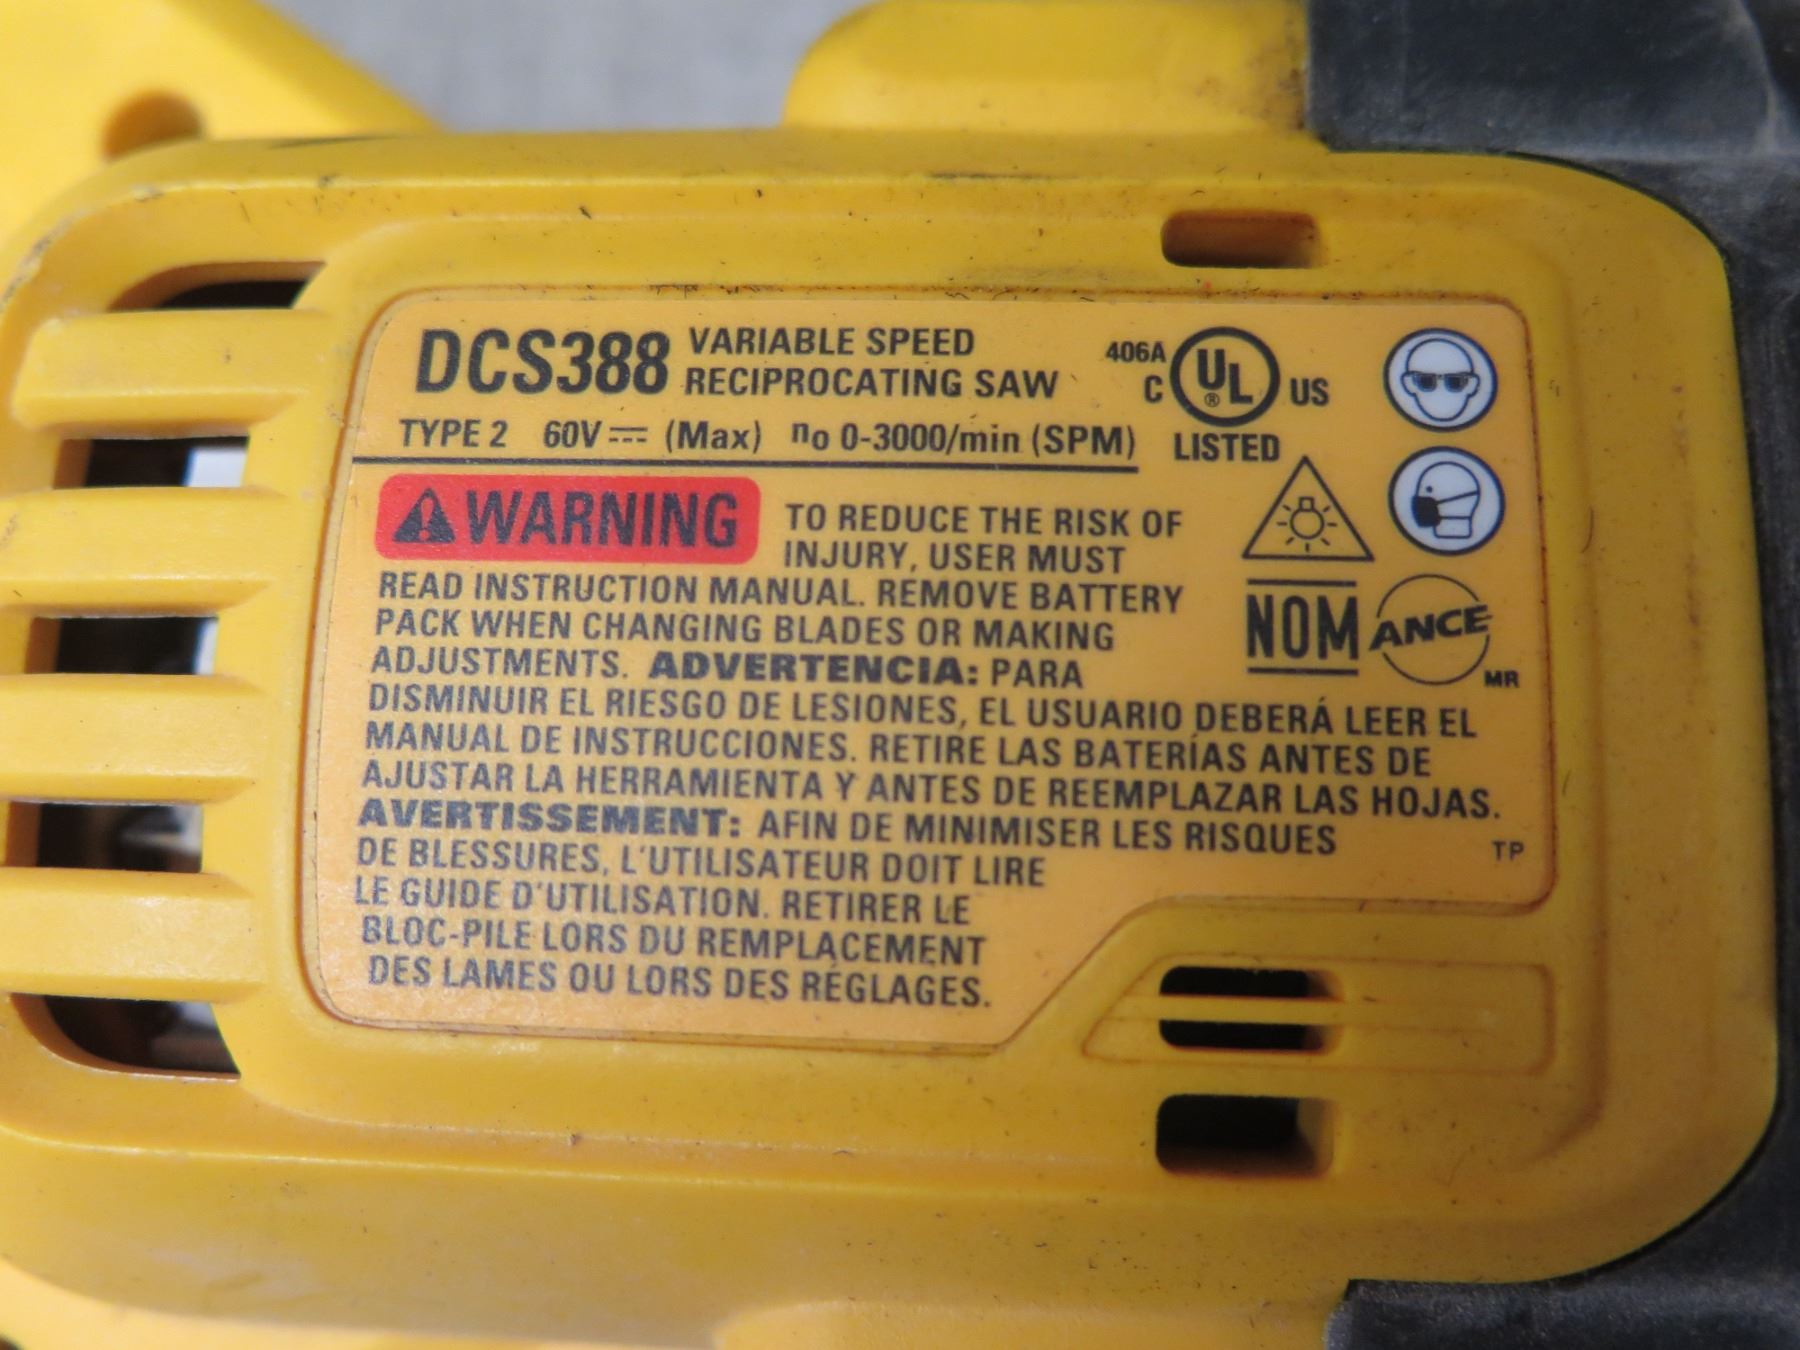 DCS388 VARIABLE SPEED
RECIPROCATING SAW
TYPE 2 60V⎓ (Max) no 0-3000/min (SPM)
406A
C UL® US
LISTED
WARNING TO REDUCE THE RISK OF
INJURY, USER MUST
READ INSTRUCTION MANUAL. REMOVE BATTERY
PACK WHEN CHANGING BLADES OR MAKING
ADJUSTMENTS. ADVERTENCIA: PARA
DISMINUIR EL RIESGO DE LESIONES, EL USUARIO DEBERÁ LEER EL
MANUAL DE INSTRUCCIONES. RETIRE LAS BATERÍAS ANTES DE
AJUSTAR LA HERRAMIENTA Y ANTES DE REEMPLAZAR LAS HOJAS.
AVERTISSEMENT: AFIN DE MINIMISER LES RISQUES
DE BLESSURES, L'UTILISATEUR DOIT LIRE
LE GUIDE D'UTILISATION. RETIRER LE
BLOC-PILE LORS DU REMPLACEMENT
DES LAMES OU LORS DES RÉGLAGES.
NOM ANCE
MR
TP